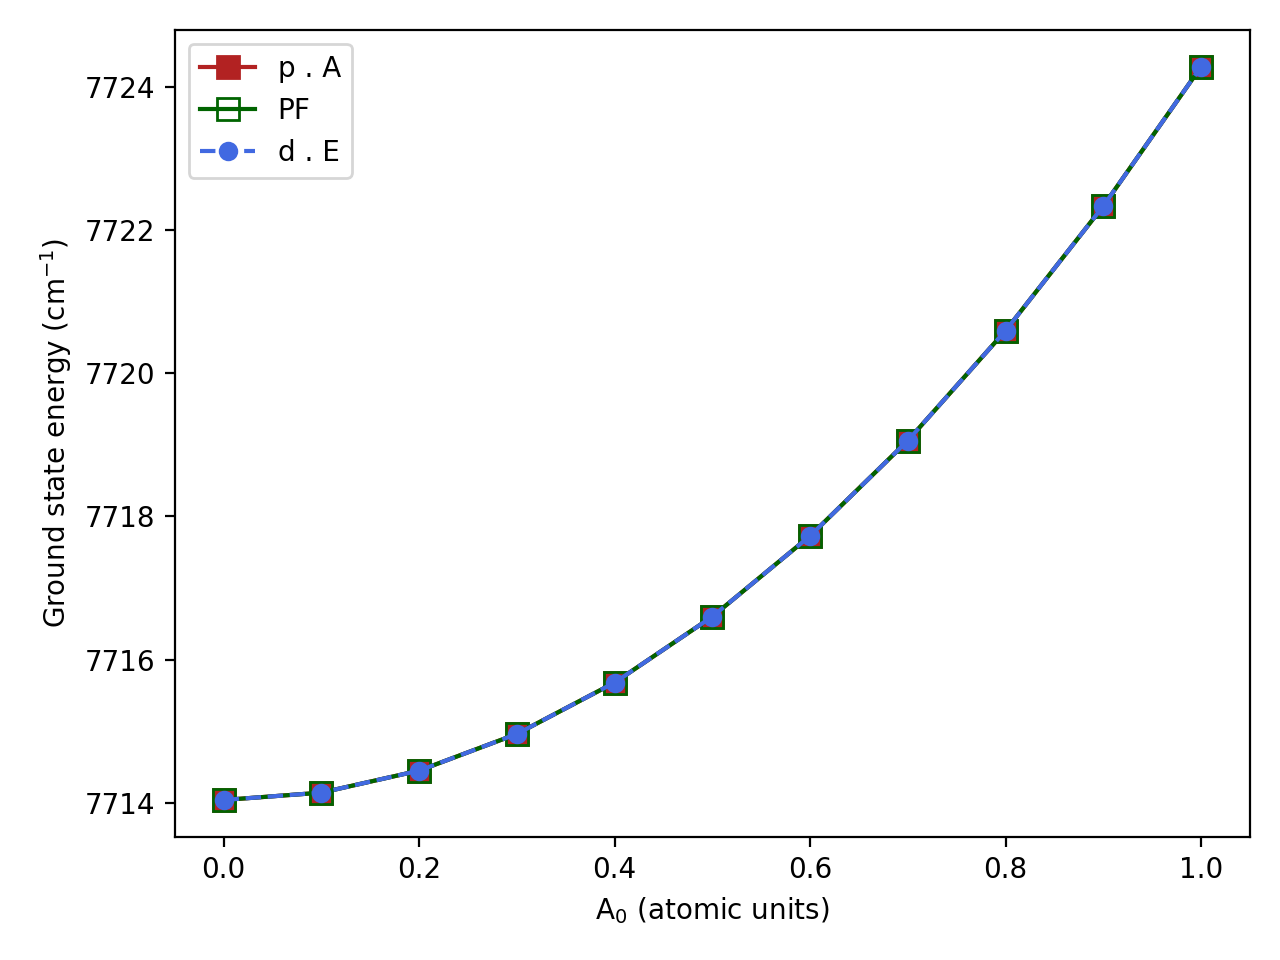 p . A
PF
d . E
7724
7722
7720
7718
7716
7714
Ground state energy (cm⁻¹)
0.0 0.2 0.4 0.6 0.8 1.0
A₀ (atomic units)